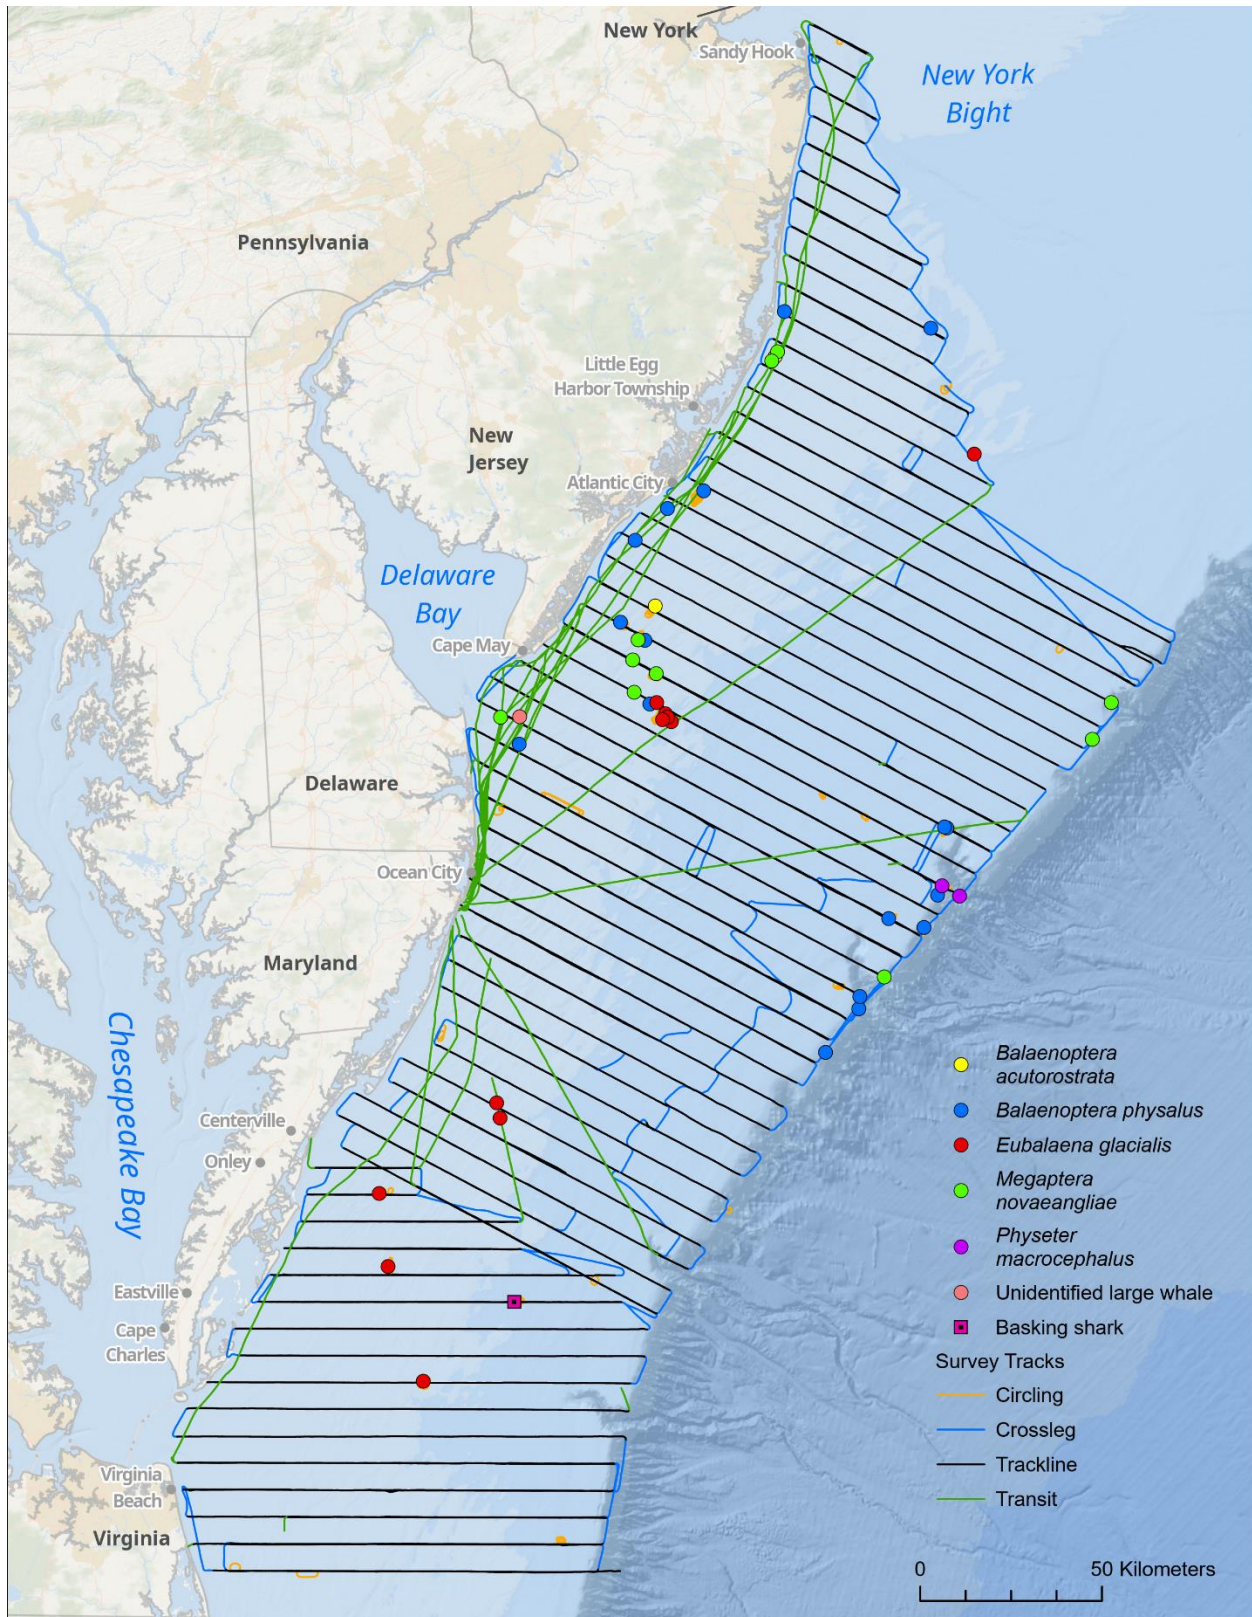 New York
Sandy Hook
New York
Bight
Pennsylvania
Little Egg
Harbor Township
New
Jersey
Atlantic City
Delaware
Bay
Cape May
Delaware
Ocean City
Maryland
Chesapeake Bay
Centerville
Onley
Eastville
Cape
Charles
Virginia
Beach
Virginia
Balaenoptera
acutorostrata
Balaenoptera physalus
Eubalaena glacialis
Megaptera
novaeangliae
Physeter
macrocephalus
Unidentified large whale
Basking shark
Survey Tracks
Circling
Crossleg
Trackline
Transit
0 50 Kilometers